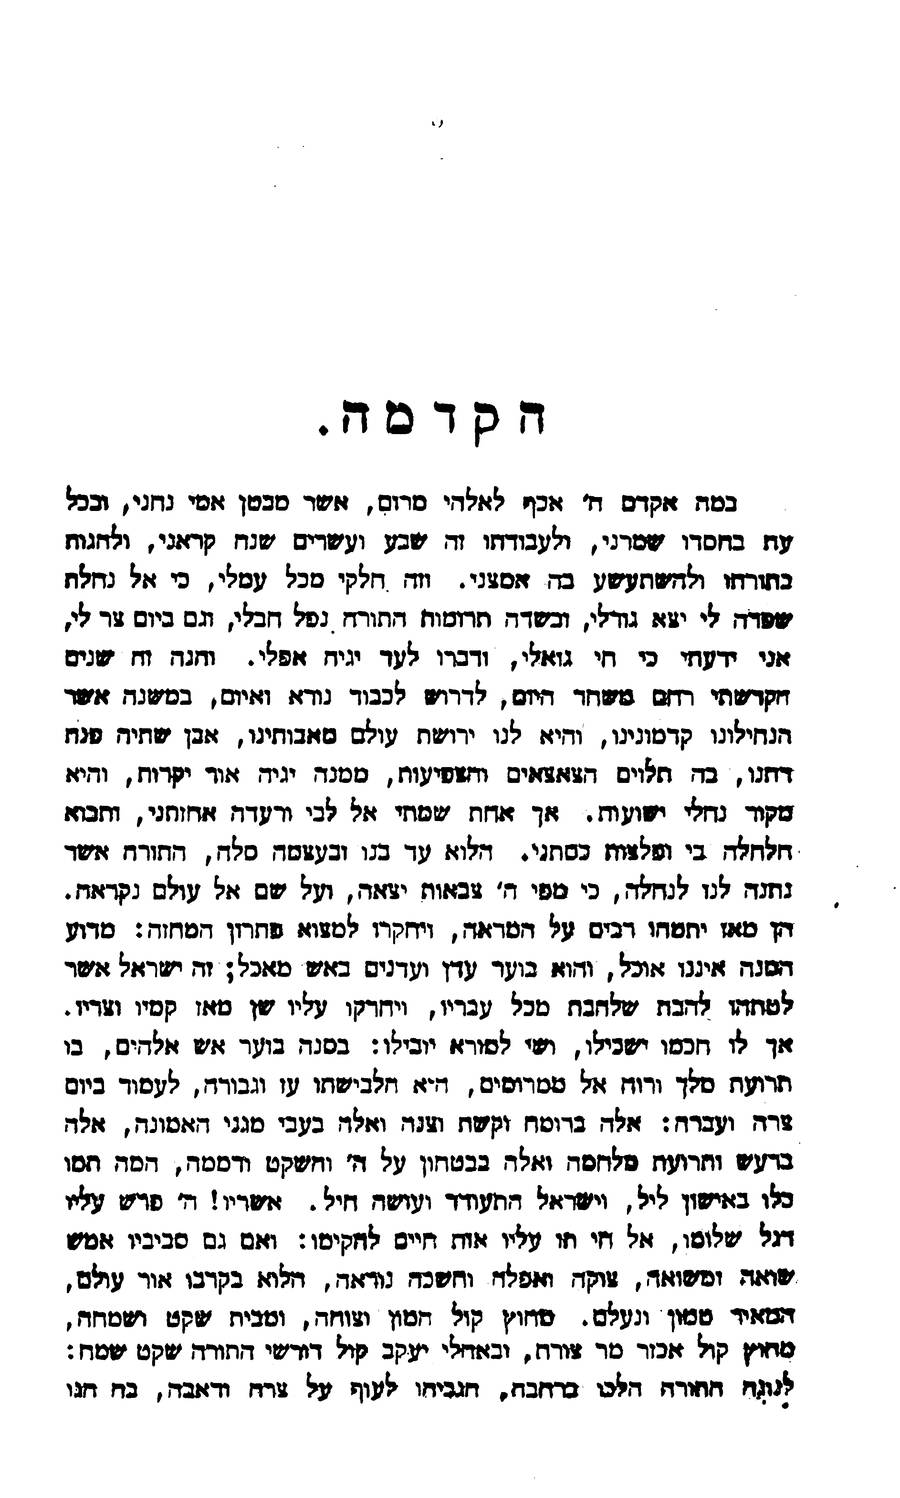 הקדמה.
במה אקדם ה׳ אכף לאלהי מרום, אשר מבטן אמי נחני, ובכל
עת בחסדו שמרני, ולעבודתו זה שבע ועשרים שנה קראני, ולהגות
בתורתו ולהשתעשע בה אמצני. וזה חלקי מכל עמלי, כי אל נחלת
שפרה לי יצא גורלי, ובשדה תרומות התורה נפל חבלי, וגם ביום צר לי,
אני ידעתי כי חי גואלי, ודברו לעד יגיה אפלי. והנה זה שנים
הקדשתי רחם משחר היום, לדרוש לכבוד נורא ואיום, במשנה אשר
הנחילונו קדמונינו, והיא לנו ירושת עולם מאבותינו, אבן שתיה פנת
דתנו, בה תלוים הצאצאים והצפיעות, ממנה יגיה אור יקרות, והיא
מקור נחלי ישועות. אך אחת שמתי אל לבי ורעדה אחזתני, ותבוא
חלחלה בי ופלצות כסתני. הלוא עד בנו ובעצמה סלה, התורה אשר
נתנה לנו לנחלה, כי מפי ה׳ צבאות יצאה, ועל שם אל עולם נקראה.
הן מאז יתמהו רבים על המראה, ויחקרו למצוא פתרון המחזה: מדוע
הסנה איננו אוכל, והוא בוער עדן ועדנים באש מאכל; זה ישראל אשר
לטתהו להבת שלהבת מכל עבריו, ויחרקו עליו שן מאז קמיו וצריו.
אך לו חכמו ישכילו, ושי למורא יובילו: בסנה בוער אש אלהים, בו
תרועת מלך ורוח אל ממרומים, היא הלבישתו עז וגבורה, לעמוד ביום
צרה ועברה: אלה ברומח וקשת וצנה ואלה בעבי מגני האמונה, אלה
ברעש ותרועת מלחמה ואלה בבטחון על ה׳ והשקט ודממה, המה תמו
כלו באישון ליל, וישראל התעודד ועושה חיל. אשריו! ה׳ פרש עליו
דגל שלומו, אל חי תו עליו אות חיים להקימו: ואם גם סביביו אמש
שואה ומשואה, צוקה ואפלה וחשכה נוראה, הלוא בקרבו אור עולם,
המאיר טמון ונעלם. מחוץ קול המון וצוחה, ומבית שקט ושמחה,
מחוץ קול אכזר מר צורח, ובאהלי יעקב קול דורשי התורה שקט שמח:
לנוגה התורה הלכו ברחבה, הגביהו לעוף על צרה ודאבה, בה חנו